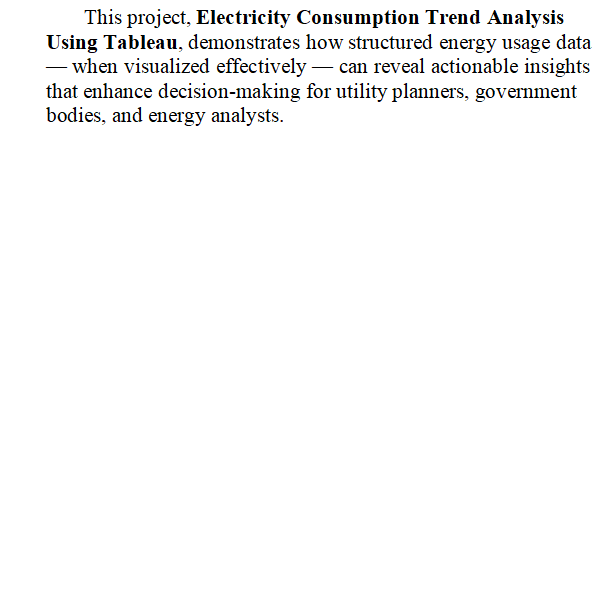 This project, Electricity Consumption Trend Analysis
Using Tableau, demonstrates how structured energy usage data
— when visualized effectively — can reveal actionable insights
that enhance decision-making for utility planners, government
bodies, and energy analysts.